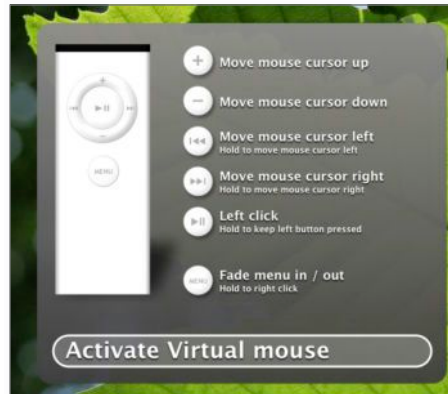 +
Move mouse cursor up
−
Move mouse cursor down
Move mouse cursor left
Hold to move mouse cursor left
Move mouse cursor right
Hold to move mouse cursor right
Left click
Hold to keep left button pressed
MENU
MENU
Fade menu in / out
Hold to right click
Activate Virtual mouse